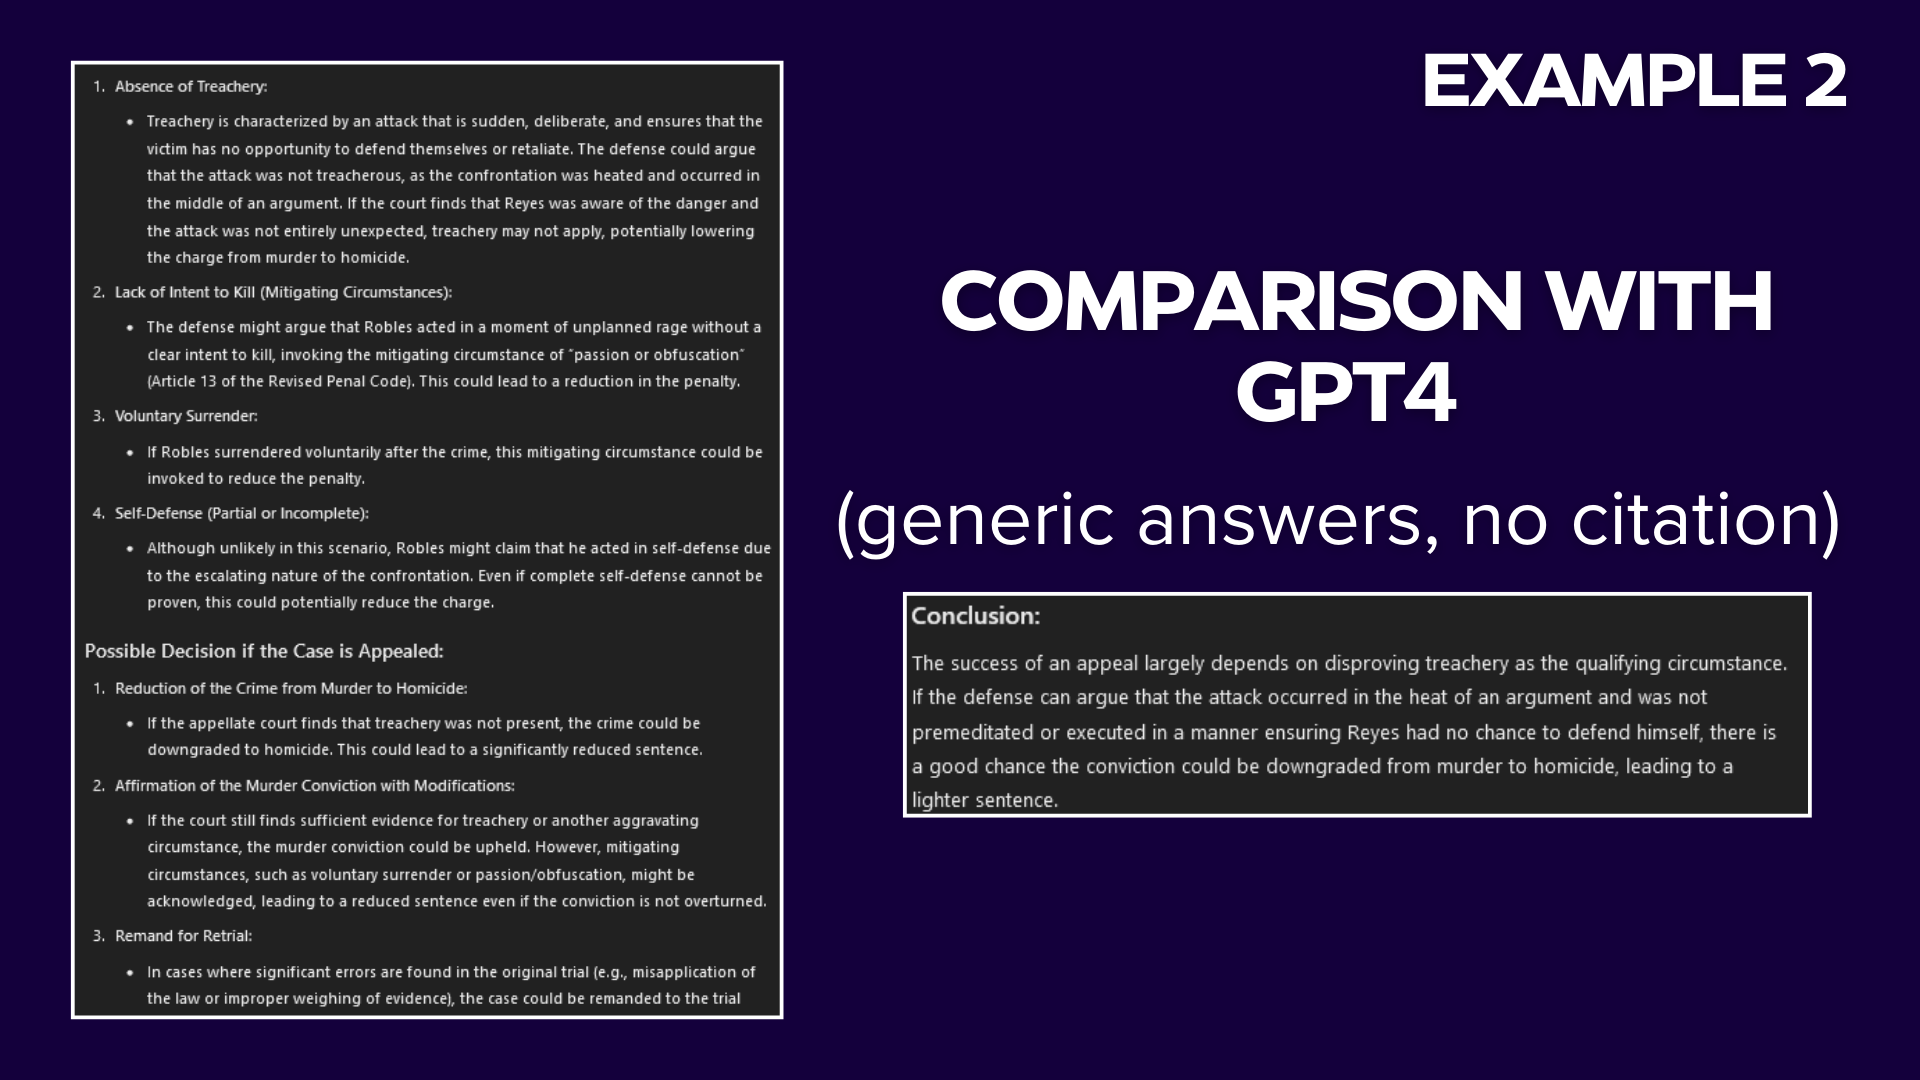 EXAMPLE 2
1. Absence of Treachery:
• Treachery is characterized by an attack that is sudden, deliberate, and ensures that the
victim has no opportunity to defend themselves or retaliate. The defense could argue
that the attack was not treacherous, as the confrontation was heated and occurred in
the middle of an argument. If the court finds that Reyes was aware of the danger and
the attack was not entirely unexpected, treachery may not apply, potentially lowering
the charge from murder to homicide.
2. Lack of Intent to Kill (Mitigating Circumstances):
• The defense might argue that Robles acted in a moment of unplanned rage without a
clear intent to kill, invoking the mitigating circumstance of "passion or obfuscation"
(Article 13 of the Revised Penal Code). This could lead to a reduction in the penalty.
3. Voluntary Surrender:
• If Robles surrendered voluntarily after the crime, this mitigating circumstance could be
invoked to reduce the penalty.
4. Self-Defense (Partial or Incomplete):
• Although unlikely in this scenario, Robles might claim that he acted in self-defense due
to the escalating nature of the confrontation. Even if complete self-defense cannot be
proven, this could potentially reduce the charge.
Possible Decision if the Case is Appealed:
1. Reduction of the Crime from Murder to Homicide:
• If the appellate court finds that treachery was not present, the crime could be
downgraded to homicide. This could lead to a significantly reduced sentence.
2. Affirmation of the Murder Conviction with Modifications:
• If the court still finds sufficient evidence for treachery or another aggravating
circumstance, the murder conviction could be upheld. However, mitigating
circumstances, such as voluntary surrender or passion/obfuscation, might be
acknowledged, leading to a reduced sentence even if the conviction is not overturned.
3. Remand for Retrial:
• In cases where significant errors are found in the original trial (e.g., misapplication of
the law or improper weighing of evidence), the case could be remanded to the trial
COMPARISON WITH
GPT4
(generic answers, no citation)
Conclusion:
The success of an appeal largely depends on disproving treachery as the qualifying circumstance.
If the defense can argue that the attack occurred in the heat of an argument and was not
premeditated or executed in a manner ensuring Reyes had no chance to defend himself, there is
a good chance the conviction could be downgraded from murder to homicide, leading to a
lighter sentence.